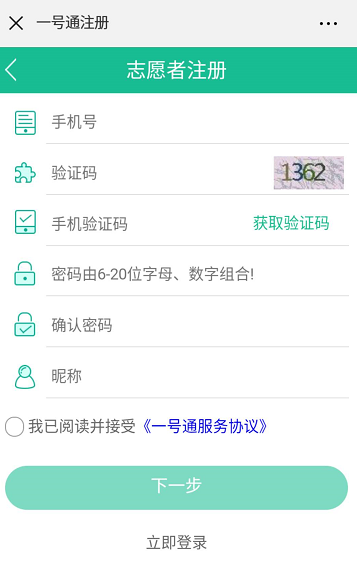 一号通注册
志愿者注册
手机号
验证码 1362
手机验证码 获取验证码
密码由6-20位字母、数字组合!
确认密码
昵称
我已阅读并接受《一号通服务协议》
下一步
立即登录